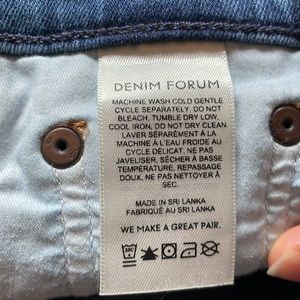 DENIM FORUM
MACHINE WASH COLD GENTLE
CYCLE SEPARATELY, DO NOT
BLEACH, TUMBLE DRY LOW,
COOL IRON, DO NOT DRY CLEAN
LAVER SÉPARÉMENT À LA
MACHINE À L'EAU FROIDE AU
CYCLE DÉLICAT, NE PAS
JAVELISER, SÉCHER À BASSE
TEMPÉRATURE, REPASSAGE
DOUX, NE PAS NETTOYER À
SEC.
MADE IN SRI LANKA
FABRIQUÉ AU SRI LANKA
WE MAKE A GREAT PAIR.